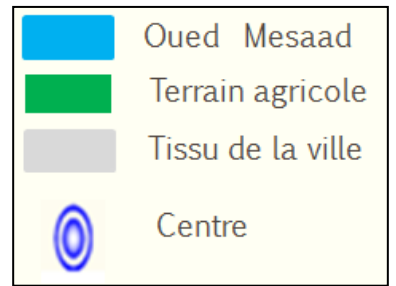 Oued Mesaad
Terrain agricole
Tissu de la ville
Centre